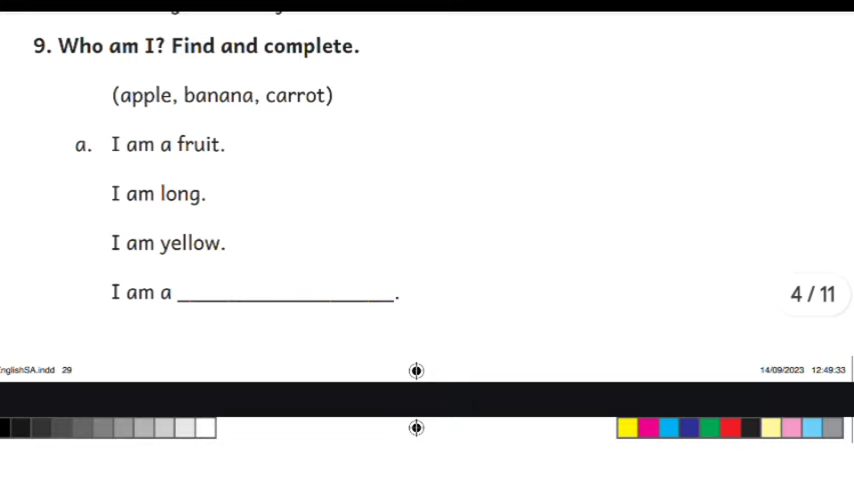 9. Who am I? Find and complete.
(apple, banana, carrot)
a. I am a fruit.
I am long.
I am yellow.
I am a ____________________.
4 / 11
nglishSA.indd 29
14/09/2023 12:49:33